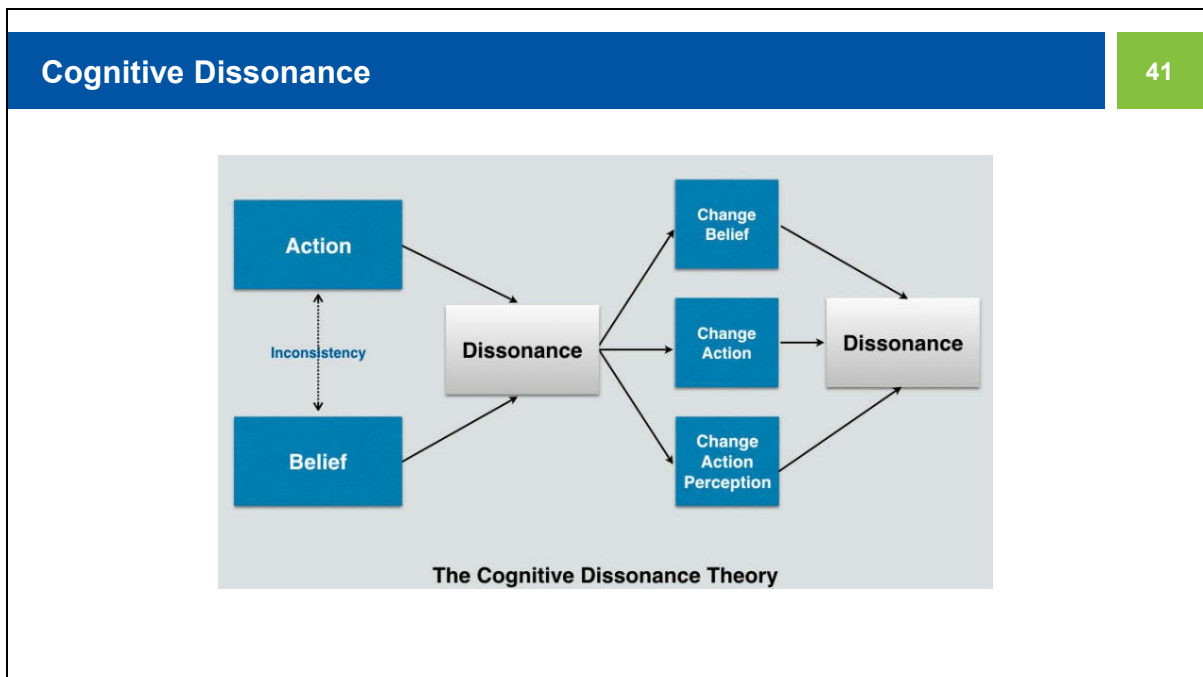 Cognitive Dissonance
41
Action
Inconsistency
Belief
Dissonance
Change
Belief
Change
Action
Change
Action
Perception
Dissonance
The Cognitive Dissonance Theory